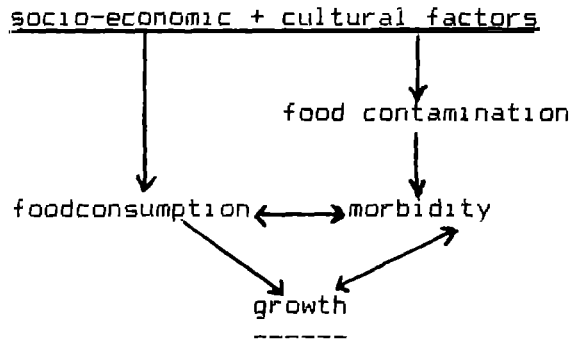 socio-economic + cultural factors
food contamination
foodconsumption
morbidity
growth